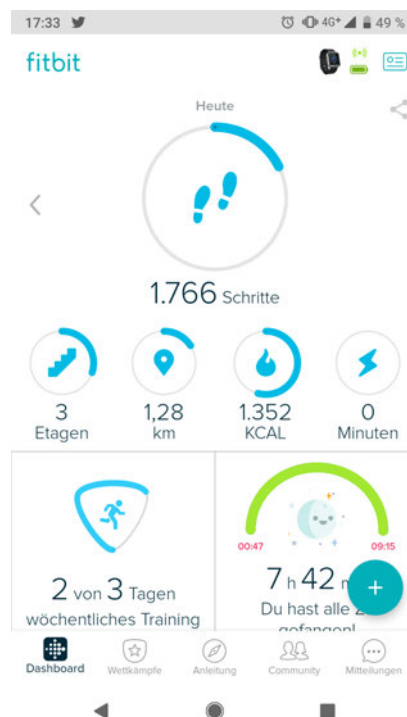 17:33 4G+ 49 %
fitbit
Heute
1.766 Schritte
3 1,28 1.352 0
Etagen km KCAL Minuten
00:47 09:15
2 von 3 Tagen
wöchentliches Training
7 h 42
Du hast alle
gefangen!
Dashboard Wettkämpfe Anleitung Community Mitteilungen